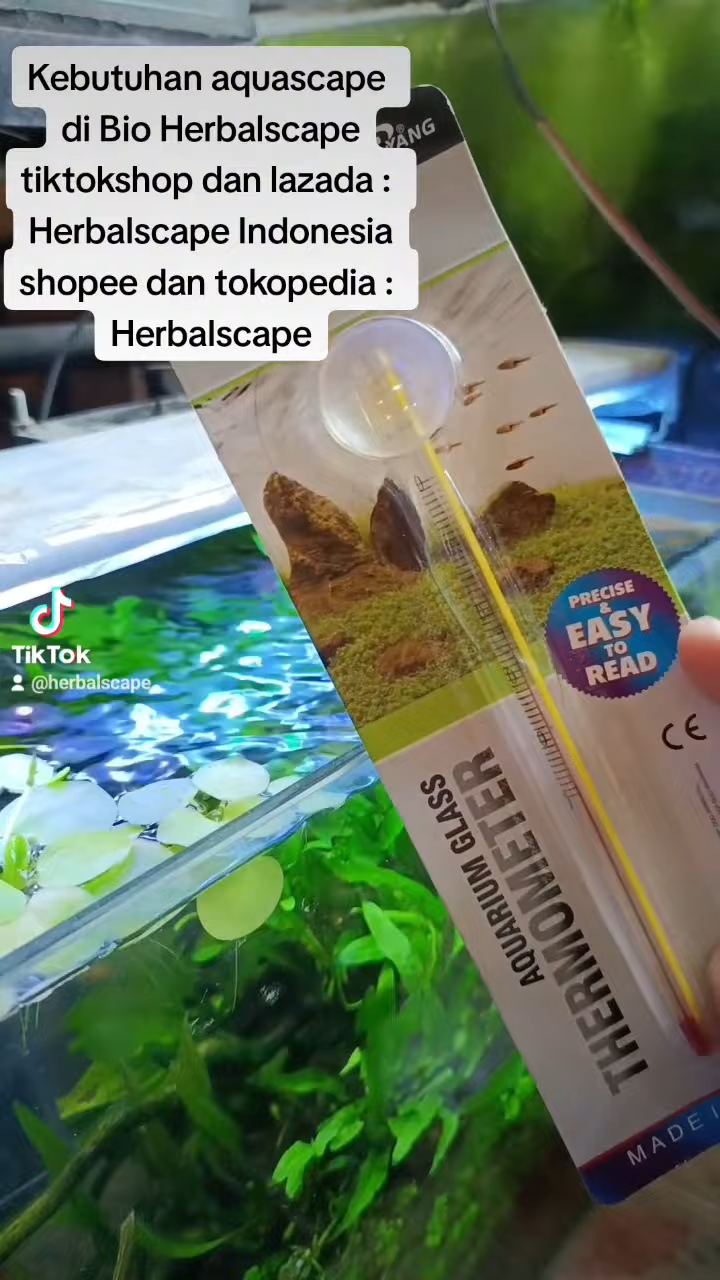 Kebutuhan aquascape
di Bio Herbalscape
tiktokshop dan lazada :
Herbalscape Indonesia
shopee dan tokopedia :
Herbalscape
TikTok
@herbalscape
PRECISE
&
EASY
TO
READ
CE
AQUARIUM GLASS
THERMOMETER
MADE